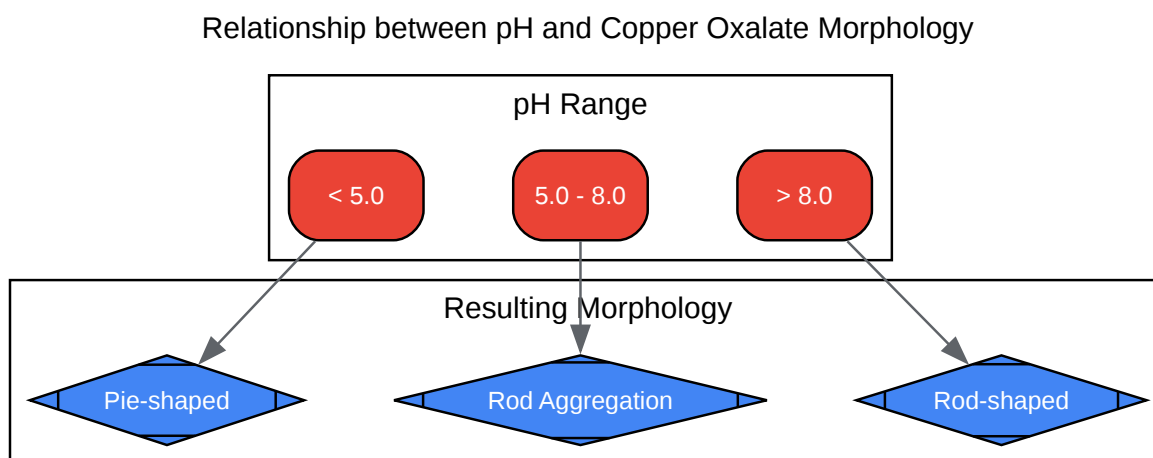 Relationship between pH and Copper Oxalate Morphology
pH Range
< 5.0
5.0 - 8.0
> 8.0
Resulting Morphology
Pie-shaped
Rod Aggregation
Rod-shaped